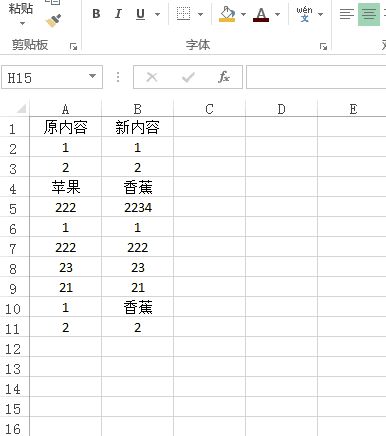 粘贴
B I U A wén 文
剪贴板 字体 对
H15 fx
A B C D E
1 原内容 新内容
2 1 1
3 2 2
4 苹果 香蕉
5 222 2234
6 1 1
7 222 222
8 23 23
9 21 21
10 1 香蕉
11 2 2
12
13
14
15
16